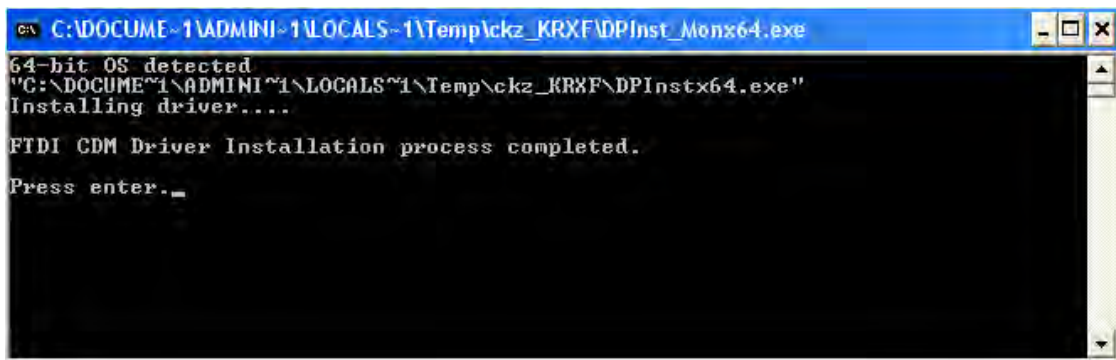 C:\DOCUME~1\ADMINI~1\LOCALS~1\Temp\ckz_KRXF\DPInst_Monx64.exe
64-bit OS detected
"C:\DOCUME~1\ADMINI~1\LOCALS~1\Temp\ckz_KRXF\DPInstx64.exe"
Installing driver....
FTDI CDM Driver Installation process completed.
Press enter._